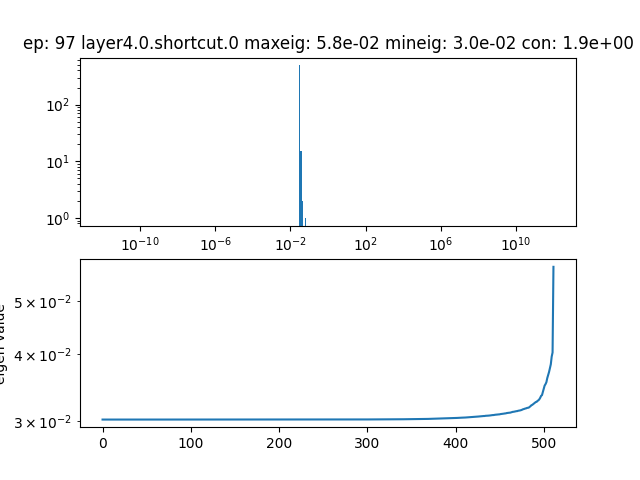 ep: 97 layer4.0.shortcut.0 maxeig: 5.8e-02 mineig: 3.0e-02 con: 1.9e+00
10²
10¹
10⁰
10⁻¹⁰ 10⁻⁶ 10⁻² 10² 10⁶ 10¹⁰
eigen value
5 × 10⁻²
4 × 10⁻²
3 × 10⁻²
0 100 200 300 400 500